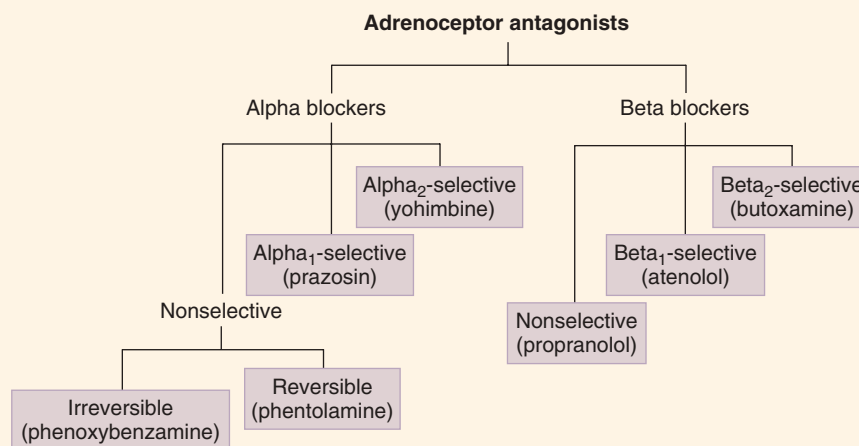 Adrenoceptor antagonists
Alpha blockers
Beta blockers
Alpha₂-selective
(yohimbine)
Beta₂-selective
(butoxamine)
Alpha₁-selective
(prazosin)
Beta₁-selective
(atenolol)
Nonselective
Nonselective
(propranolol)
Irreversible
(phenoxybenzamine)
Reversible
(phentolamine)